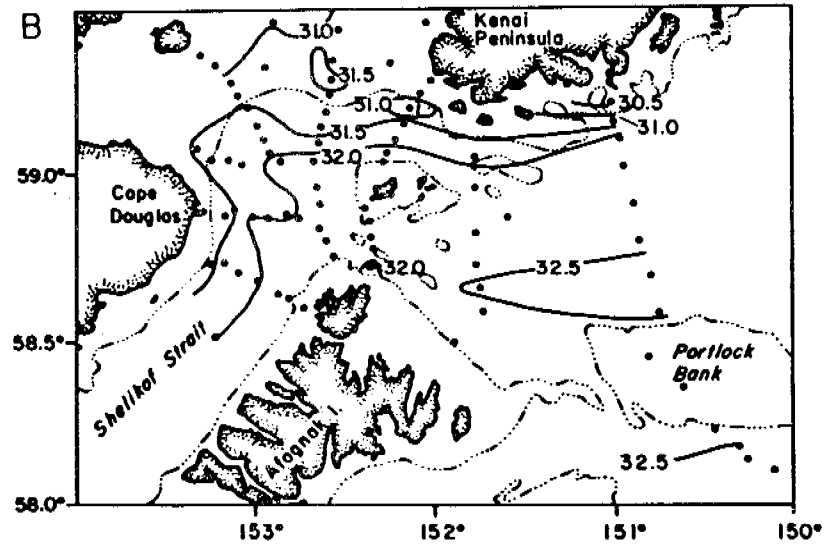 B
Kenai
Peninsula
31.0
31.5
31.0
30.5
31.0
31.5
32.0
59.0°
Cape
Douglas
32.0
32.5
58.5°
Shelikof Strait
Portlock
Bank
Afognak I.
32.5
58.0°
153°
152°
151°
150°